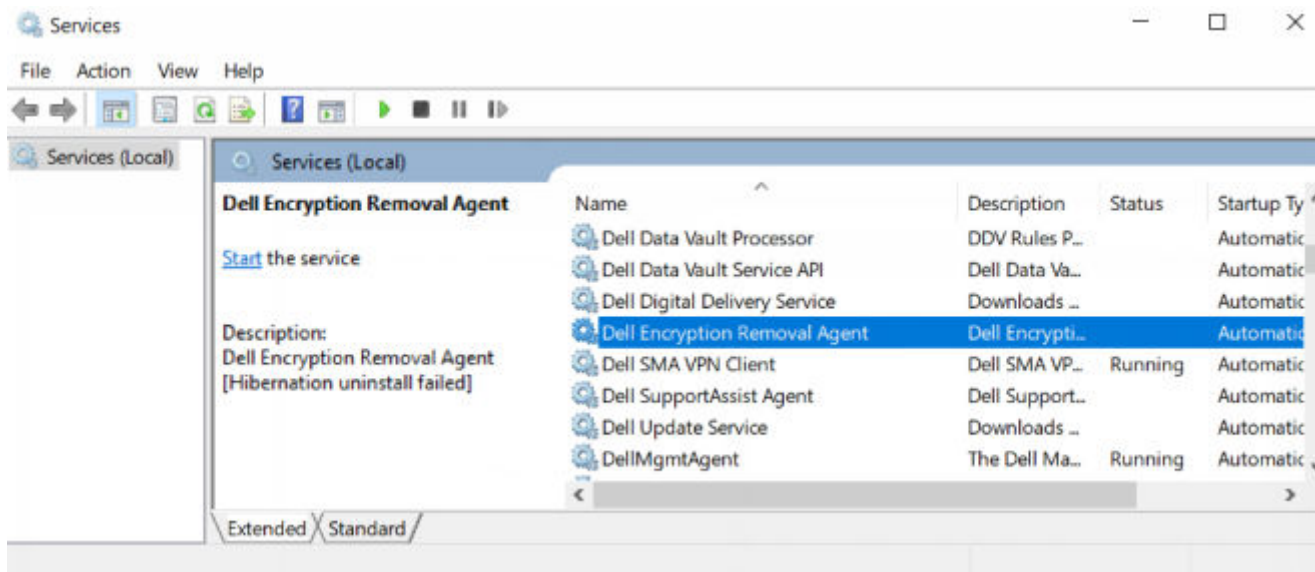 Services
File Action View Help
Services (Local)
Services (Local)
Dell Encryption Removal Agent
Start the service
Description:
Dell Encryption Removal Agent
[Hibernation uninstall failed]
Name Description Status Startup Ty
Dell Data Vault Processor DDV Rules P... Automatic
Dell Data Vault Service API Dell Data Va... Automatic
Dell Digital Delivery Service Downloads ... Automatic
Dell Encryption Removal Agent Dell Encrypti... Automatic
Dell SMA VPN Client Dell SMA VP... Running Automatic
Dell SupportAssist Agent Dell Support... Automatic
Dell Update Service Downloads ... Automatic
DellMgmtAgent The Dell Ma... Running Automatic
Extended Standard